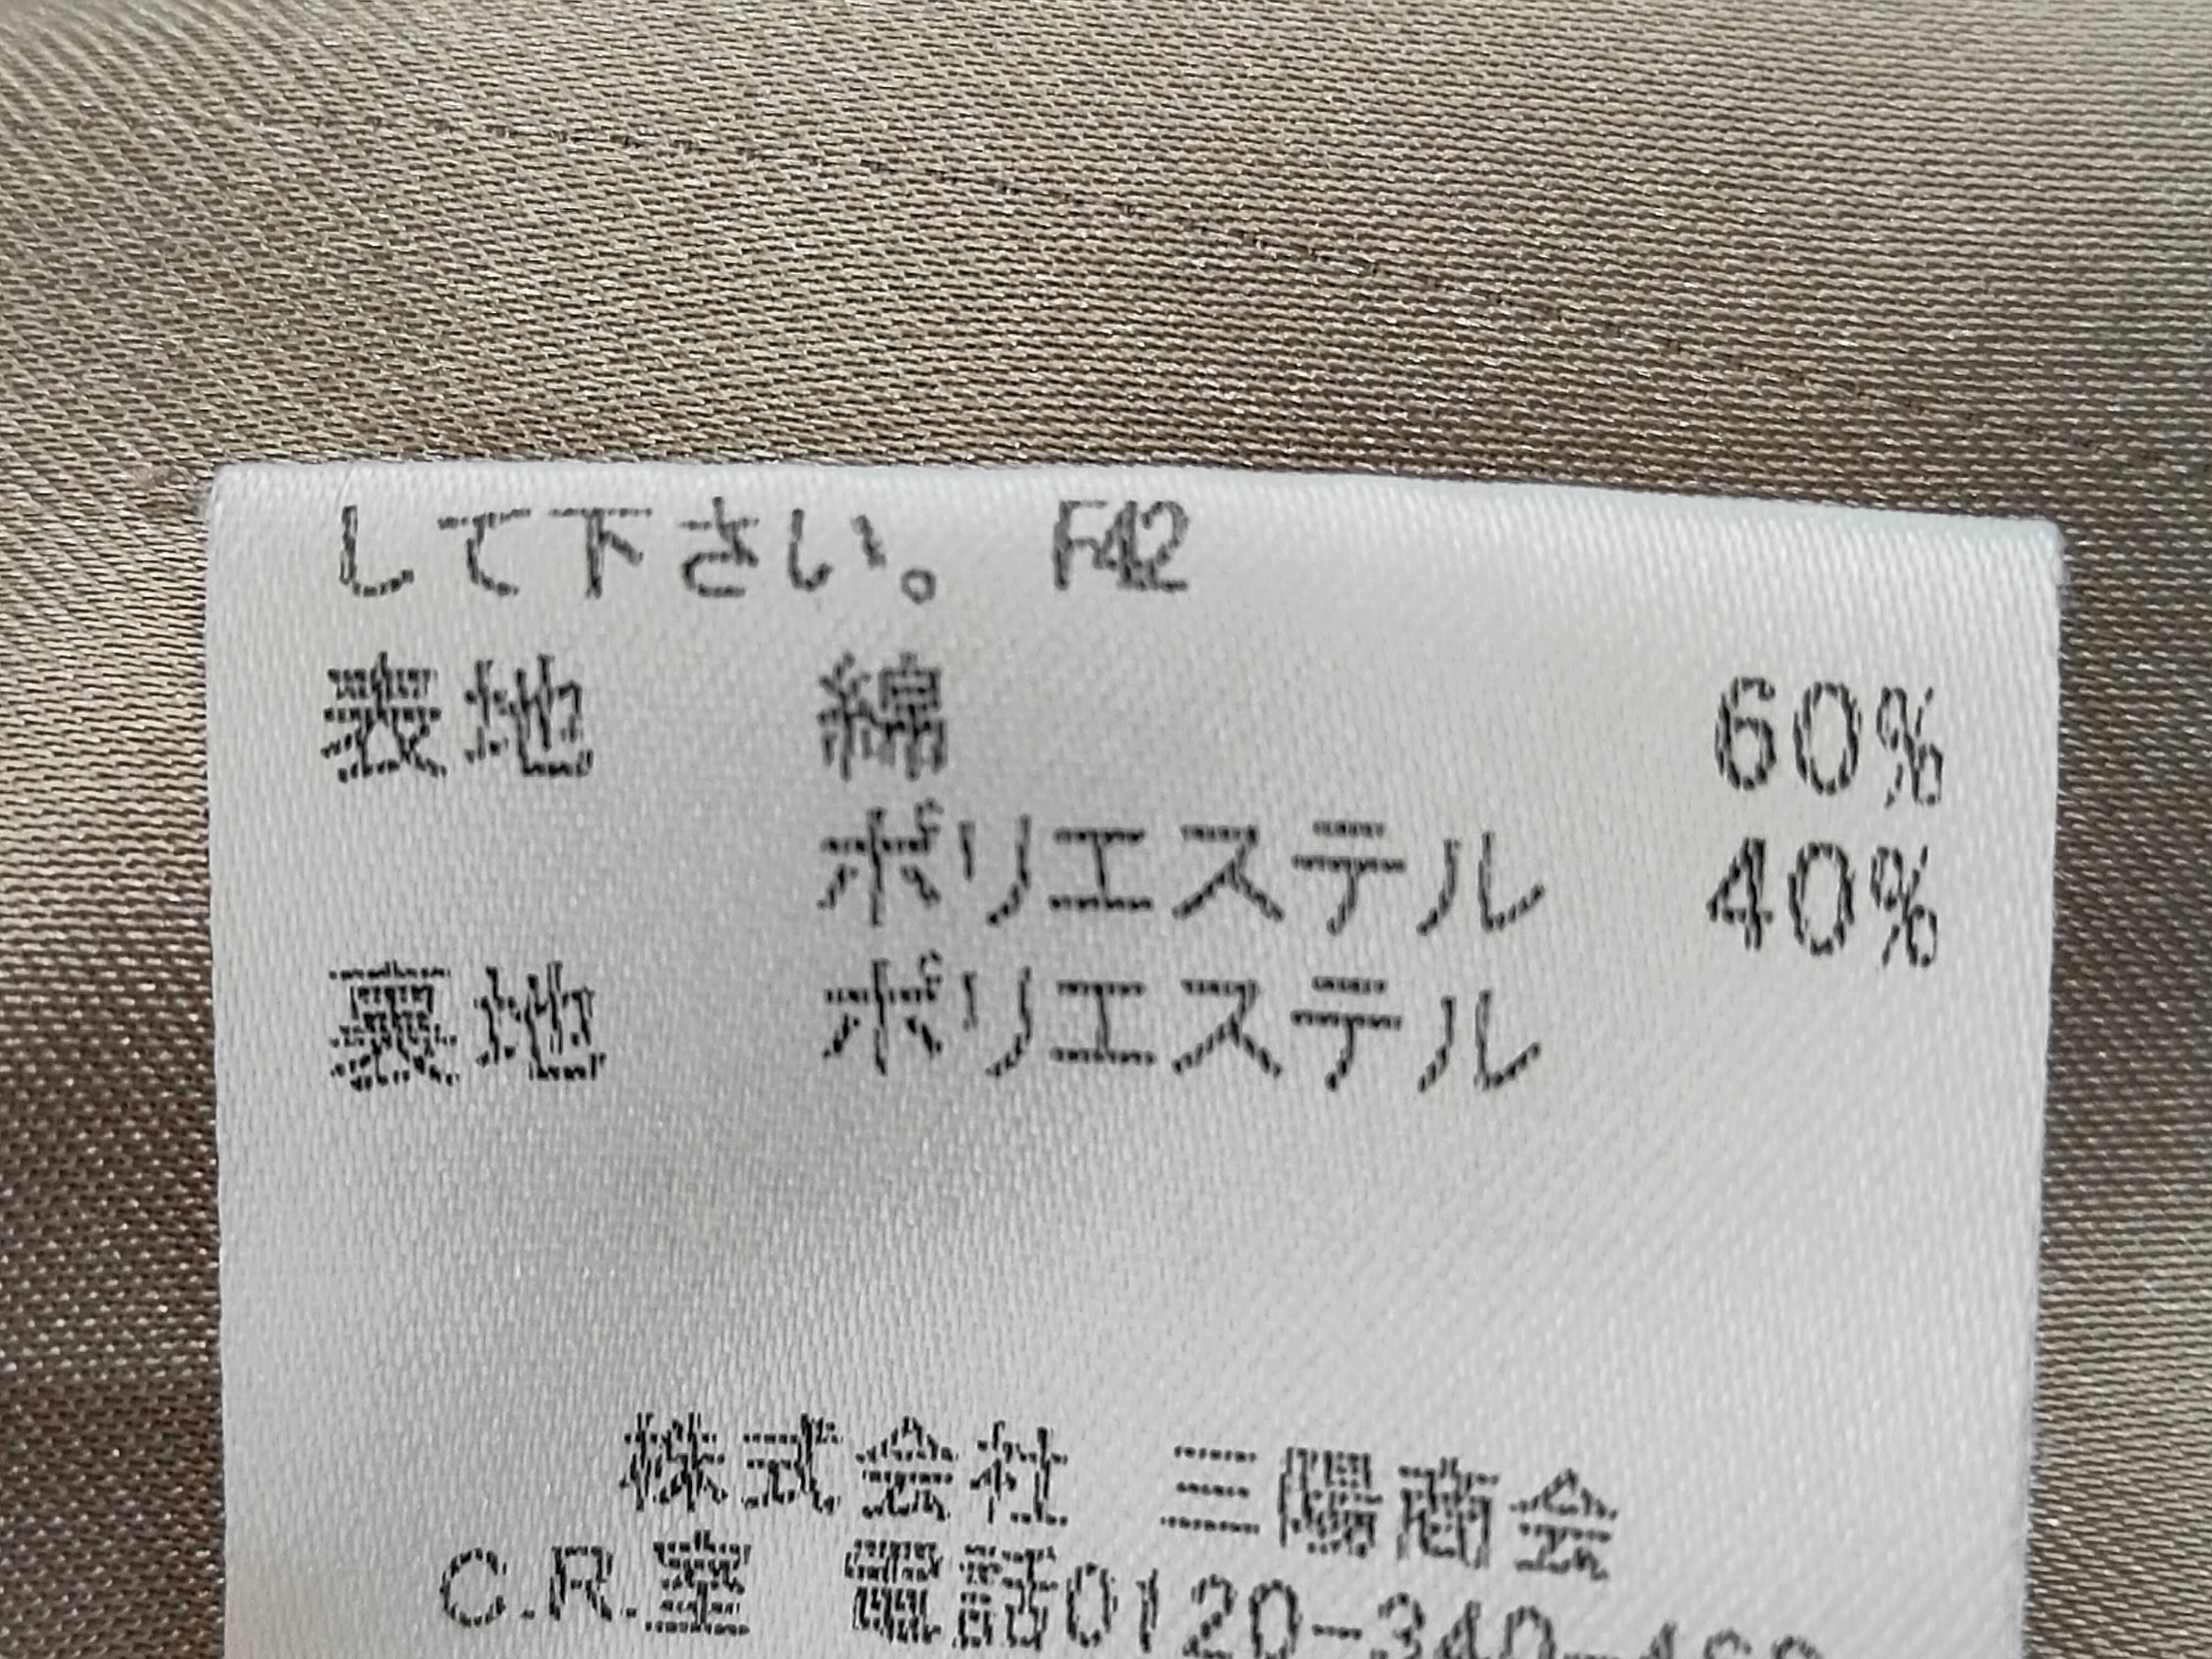 して下さい。 F42
表地 綿 60%
ポリエステル 40%
裏地 ポリエステル
株式会社 三陽商会
C.R.室 電話0120-340-460